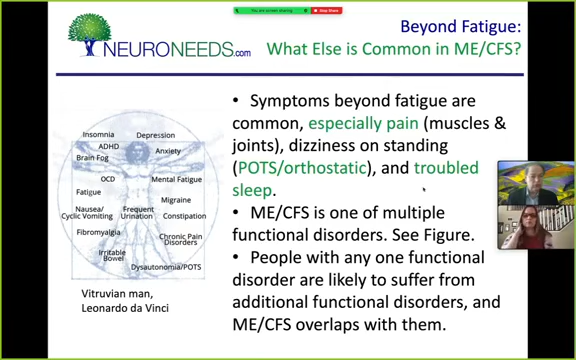 You are screen sharing
Stop Share
NEURONEEDS.com
Beyond Fatigue:
What Else is Common in ME/CFS?
Insomnia
Depression
ADHD
Anxiety
Brain Fog
OCD
Mental Fatigue
Fatigue
Migraine
Nausea/
Cyclic Vomiting
Frequent
Urination
Constipation
Fibromyalgia
Chronic Pain
Disorders
Irritable
Bowel
Dysautonomia/POTS
Vitruvian man,
Leonardo da Vinci
• Symptoms beyond fatigue are
common, especially pain (muscles &
joints), dizziness on standing
(POTS/orthostatic), and troubled
sleep.
• ME/CFS is one of multiple
functional disorders. See Figure.
• People with any one functional
disorder are likely to suffer from
additional functional disorders, and
ME/CFS overlaps with them.